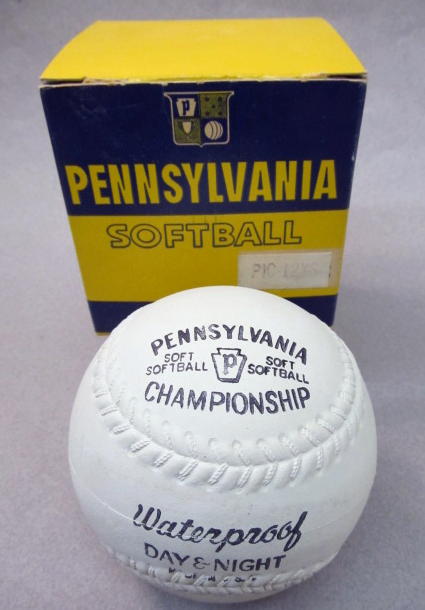 P
PENNSYLVANIA
SOFTBALL
PENNSYLVANIA
SOFT SOFTBALL P SOFT SOFTBALL
CHAMPIONSHIP
Waterproof
DAY & NIGHT